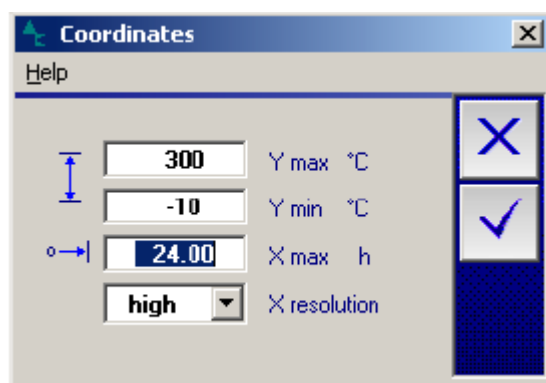 Coordinates
Help
300 Y max °C
-10 Y min °C
24.00 X max h
high X resolution